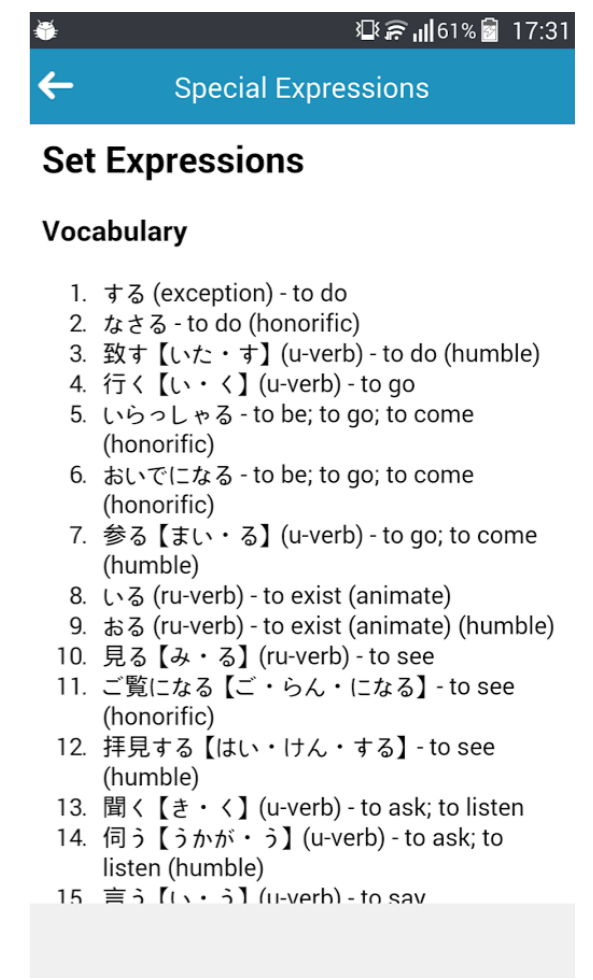 61% 17:31
Special Expressions
Set Expressions
Vocabulary
1. する (exception) - to do
2. なさる - to do (honorific)
3. 致す【いた・す】(u-verb) - to do (humble)
4. 行く【い・く】(u-verb) - to go
5. いらっしゃる - to be; to go; to come
(honorific)
6. おいでになる - to be; to go; to come
(honorific)
7. 参る【まい・る】(u-verb) - to go; to come
(humble)
8. いる (ru-verb) - to exist (animate)
9. おる (ru-verb) - to exist (animate) (humble)
10. 見る【み・る】(ru-verb) - to see
11. ご覧になる【ご・らん・になる】- to see
(honorific)
12. 拝見する【はい・けん・する】- to see
(humble)
13. 聞く【き・く】(u-verb) - to ask; to listen
14. 伺う【うかが・う】(u-verb) - to ask; to
listen (humble)
15. 言う【い・う】(u-verb) - to say